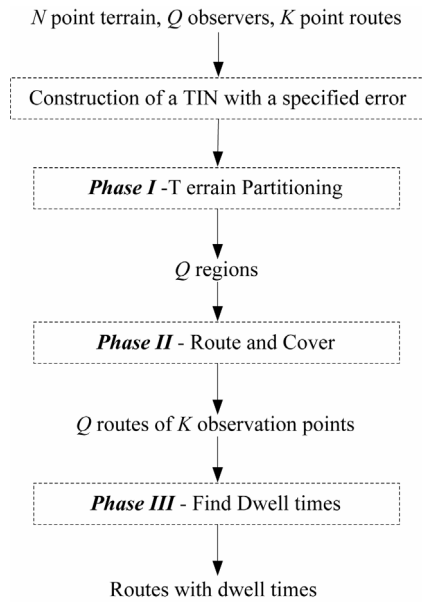 N point terrain, Q observers, K point routes
Construction of a TIN with a specified error
Phase I -T errain Partitioning
Q regions
Phase II - Route and Cover
Q routes of K observation points
Phase III - Find Dwell times
Routes with dwell times